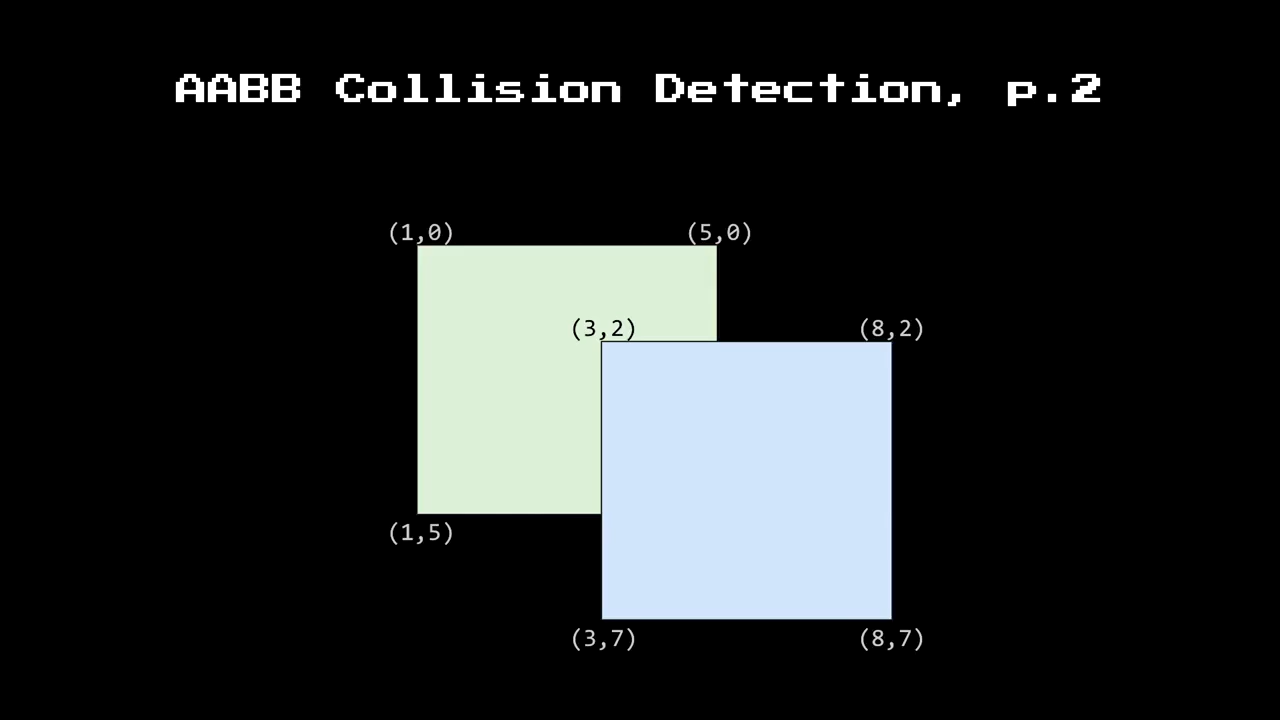 AABB Collision Detection, p.2
(1,0) (5,0)
(3,2) (8,2)
(1,5)
(3,7) (8,7)